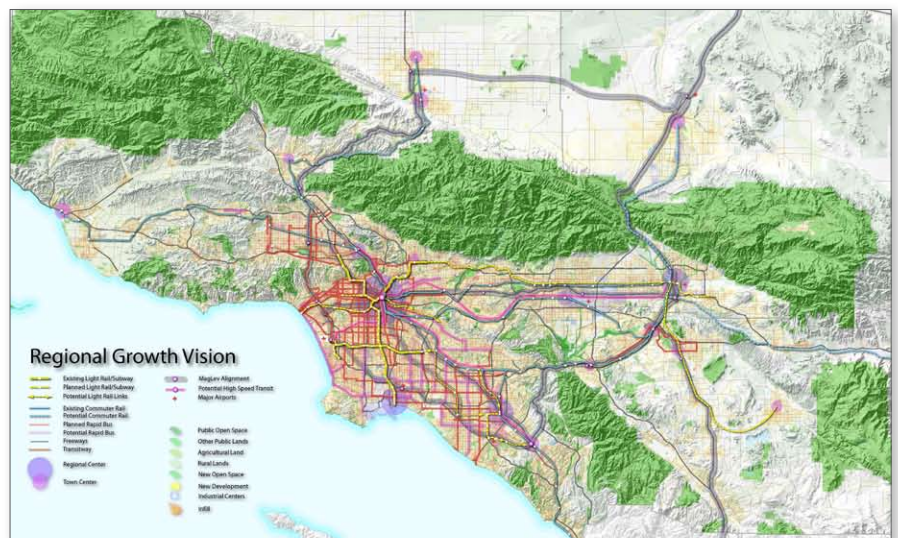 Regional Growth Vision
Existing Light Rail/Subway
Planned Light Rail/Subway
Potential Light Rail Links
Existing Commuter Rail
Potential Commuter Rail
Planned Rapid Bus
Potential Rapid Bus
Freeways
Transitway
Regional Center
Town Center
MagLev Alignment
Potential High Speed Transit
Major Airports
Public Open Space
Other Public Lands
Agricultural Land
Rural Lands
New Open Space
New Development
Industrial Centers
Infill